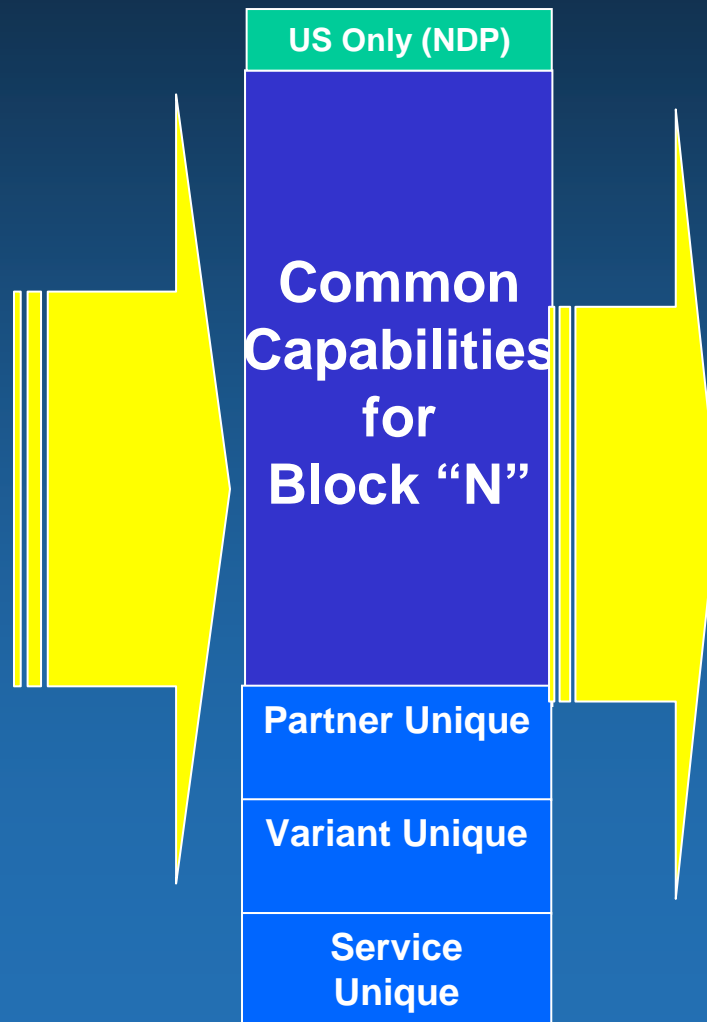 US Only (NDP)
Common
Capabilities
for
Block “N”
Partner Unique
Variant Unique
Service
Unique